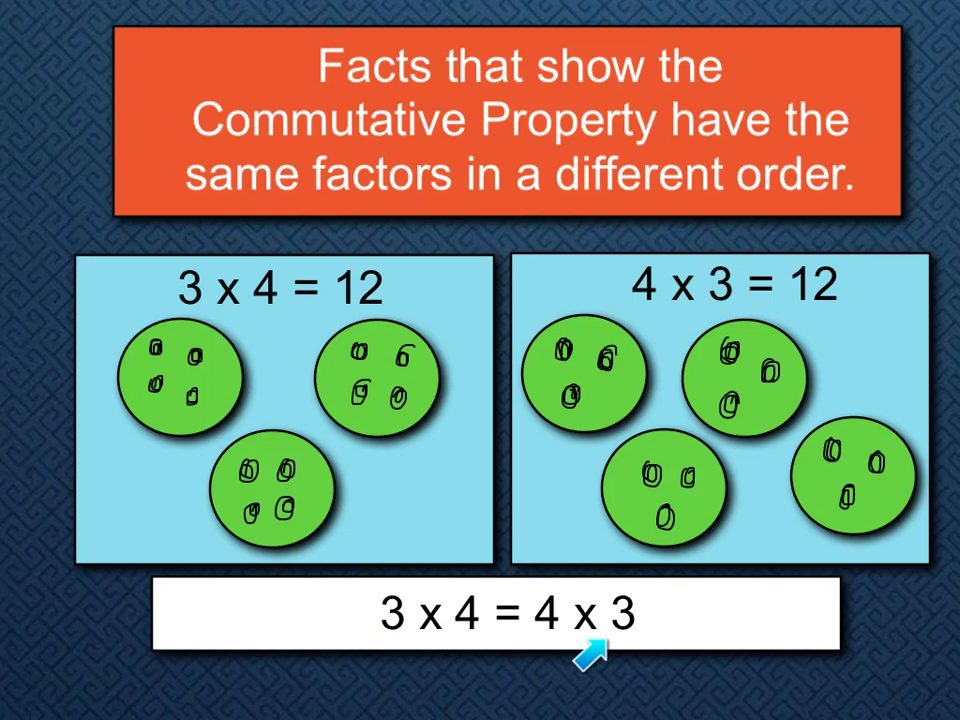 Facts that show the
Commutative Property have the
same factors in a different order.
3 x 4 = 12
4 x 3 = 12
3 x 4 = 4 x 3